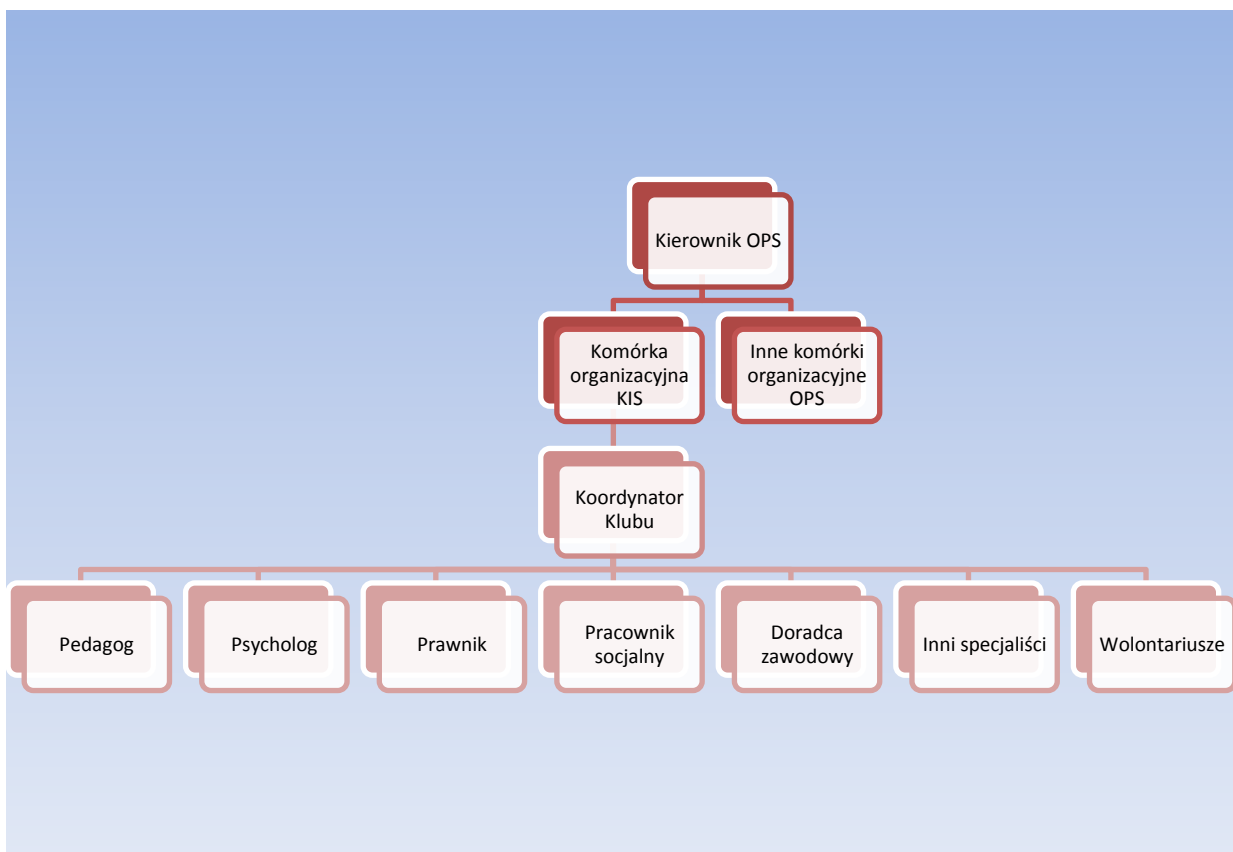 Kierownik OPS
Komórka
organizacyjna
KIS
Inne komórki
organizacyjne
OPS
Koordynator
Klubu
Pedagog
Psycholog
Prawnik
Pracownik
socjalny
Doradca
zawodowy
Inni specjaliści
Wolontariusze